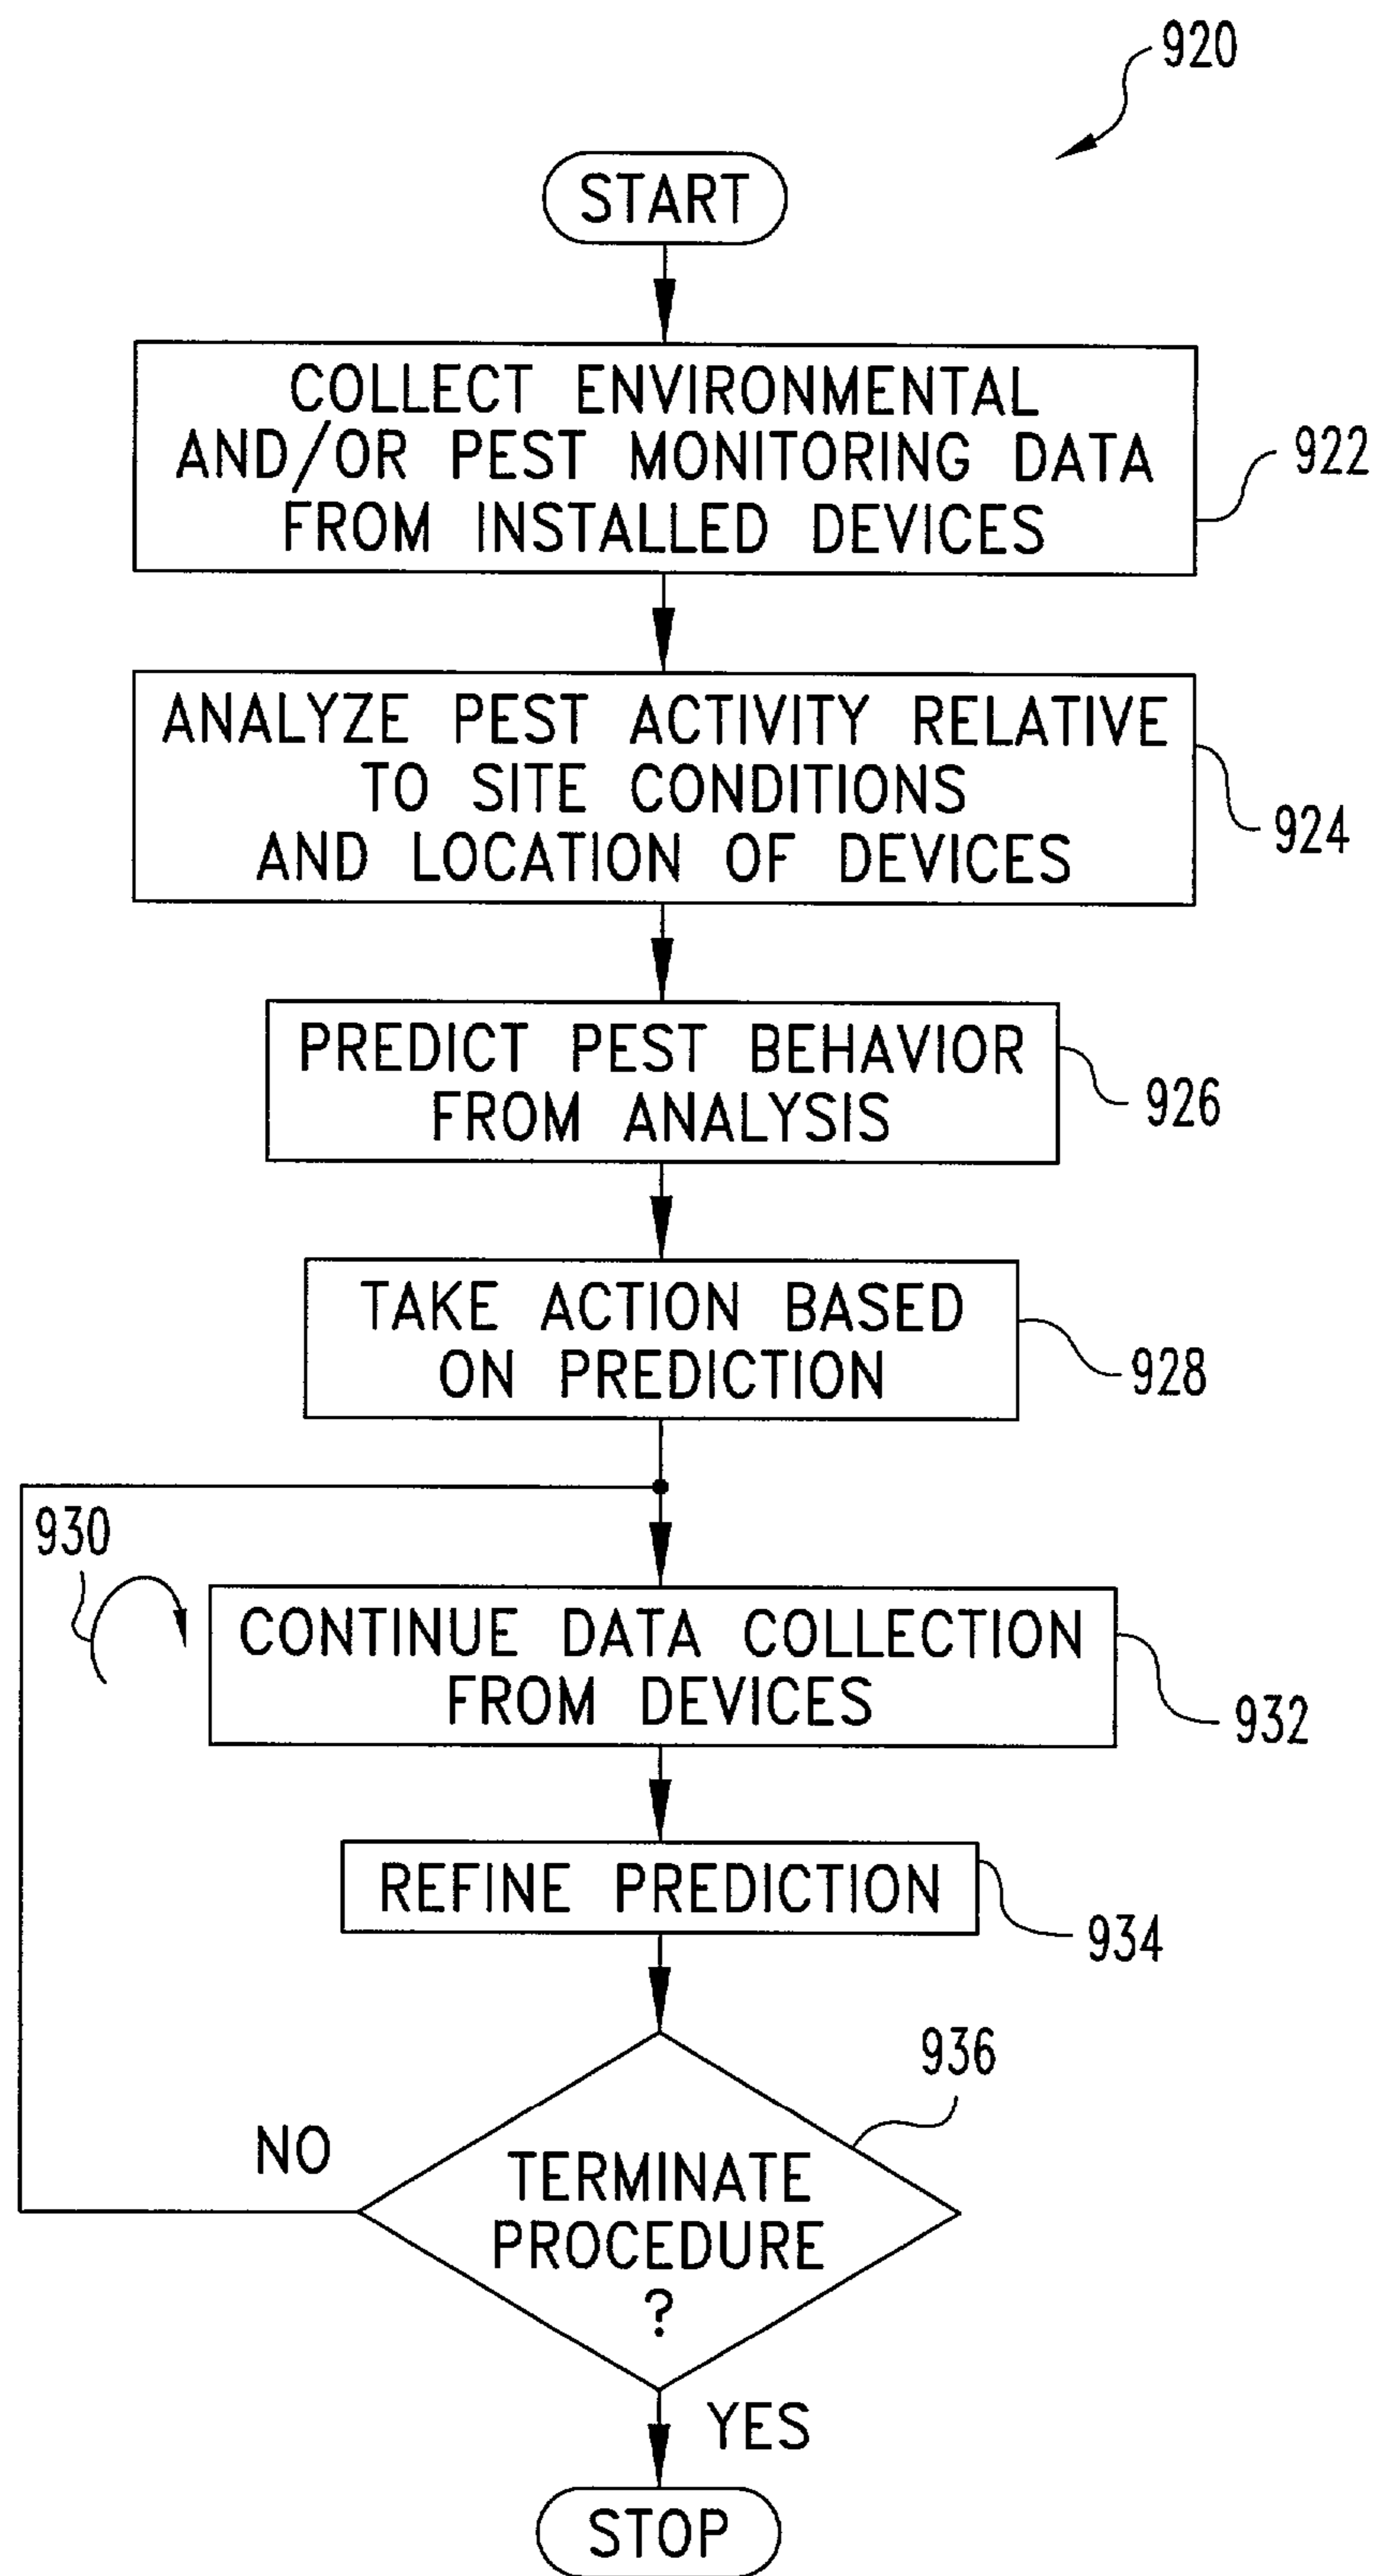 920
START
COLLECT ENVIRONMENTAL
AND/OR PEST MONITORING DATA
FROM INSTALLED DEVICES
922
ANALYZE PEST ACTIVITY RELATIVE
TO SITE CONDITIONS
AND LOCATION OF DEVICES
924
PREDICT PEST BEHAVIOR
FROM ANALYSIS
926
TAKE ACTION BASED
ON PREDICTION
928
930
CONTINUE DATA COLLECTION
FROM DEVICES
932
REFINE PREDICTION
934
936
NO
TERMINATE
PROCEDURE
?
YES
STOP